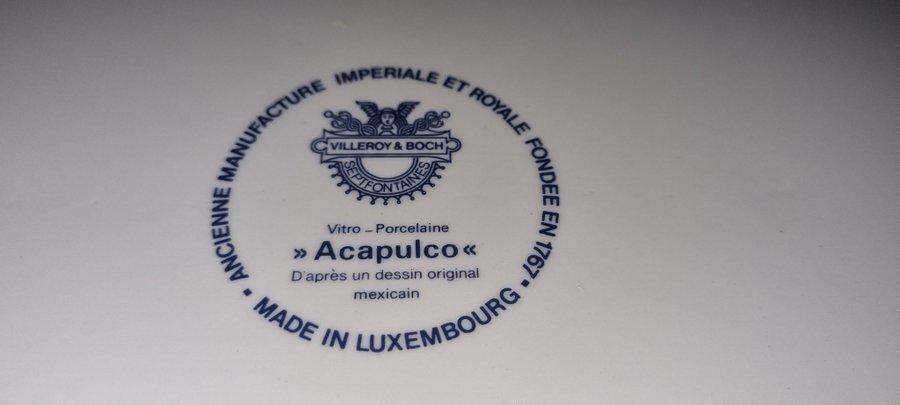 ANCIENNE MANUFACTURE IMPERIALE ET ROYALE FONDEE EN 1767
VILLEROY & BOCH
SEPTFONTAINES
Vitro – Porcelaine
» Acapulco «
D'après un dessin original
mexicain
• MADE IN LUXEMBOURG •